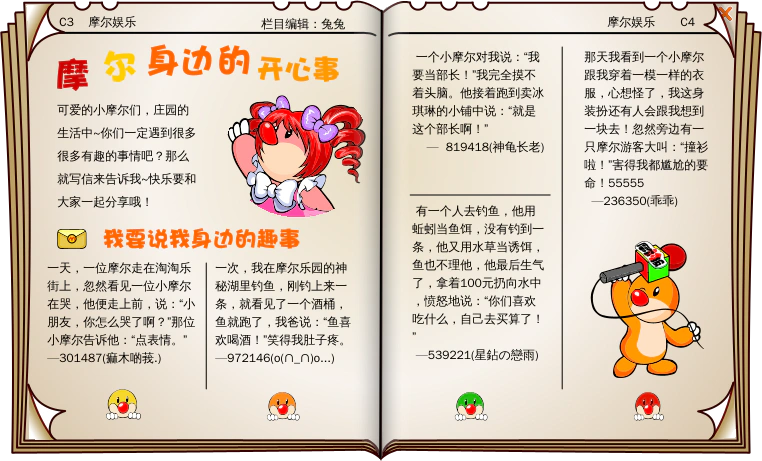 C3 摩尔娱乐
栏目编辑：兔兔
摩尔身边的开心事
可爱的小摩尔们，庄园的
生活中~你们一定遇到很多
很多有趣的事情吧？那么
就写信来告诉我~快乐要和
大家一起分享哦！
我要说我身边的趣事
一天，一位摩尔走在淘淘乐
街上，忽然看见一位小摩尔
在哭，他便走上前，说：“小
朋友，你怎么哭了啊？”那位
小摩尔告诉他：“点表情。”
—301487(癫木啲莪.)
一次，我在摩尔乐园的神
秘湖里钓鱼，刚钓上来一
条，就看见了一个酒桶，
鱼就跑了，我爸说：“鱼喜
欢喝酒！”笑得我肚子疼。
—972146(o(∩_∩)o...)
摩尔娱乐 C4
一个小摩尔对我说：“我
要当部长！”我完全摸不
着头脑。他接着跑到卖冰
琪琳的小铺中说：“就是
这个部长啊！”
— 819418(神龟长老)
有一个人去钓鱼，他用
蚯蚓当鱼饵，没有钓到一
条，他又用水草当诱饵，
鱼也不理他，他最后生气
了，拿着100元扔向水中
，愤怒地说：“你们喜欢
吃什么，自己去买算了！
”
—539221(星鉆の戀雨)
那天我看到一个小摩尔
跟我穿着一模一样的衣
服，心想怪了，我这身
装扮还有人会跟我想到
一块去！忽然旁边有一
只摩尔游客大叫：“撞衫
啦！”害得我都尴尬的要
命！55555
—236350(乖乖)